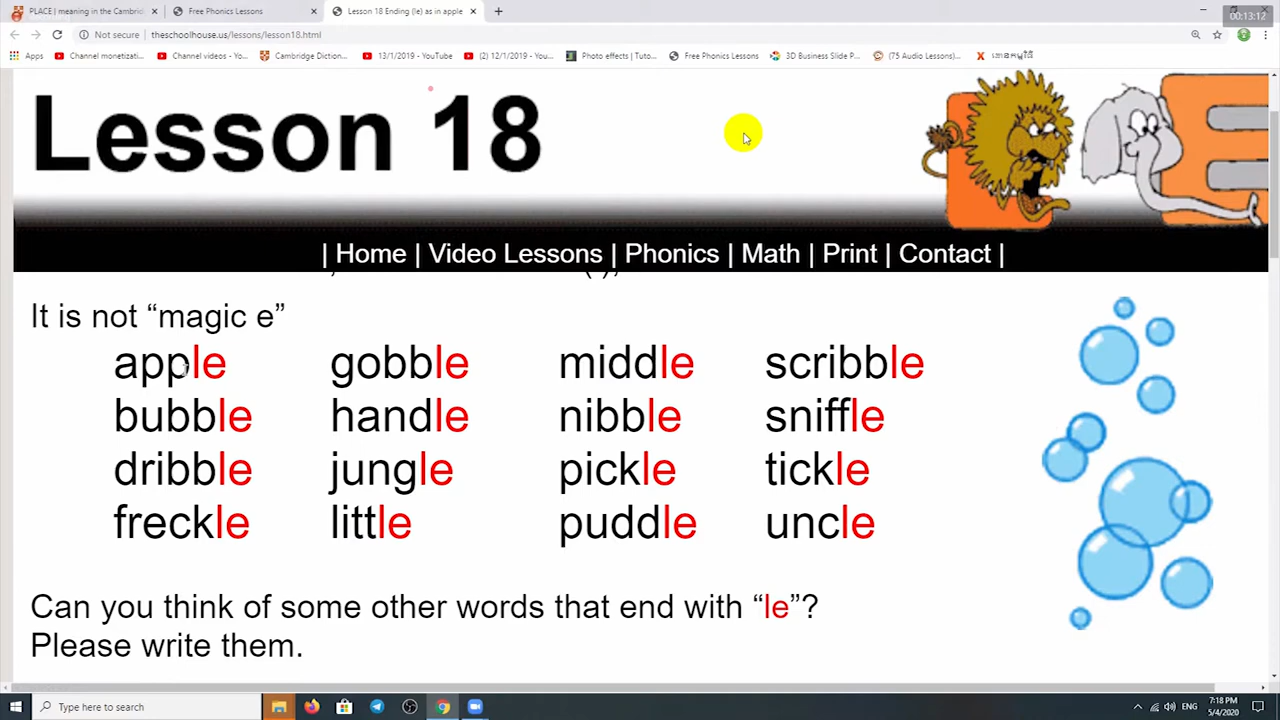 PLACE | meaning in the Cambrid
Free Phonics Lessons
Lesson 18 Ending (le) as in apple
00:13:12
Not secure | theschoolhouse.us/lessons/lesson18.html
Apps
Channel monetizati...
Channel videos - Yo...
Cambridge Diction...
13/1/2019 - YouTube
(2) 12/1/2019 - You...
Photo effects | Tuto...
Free Phonics Lessons
3D Business Slide P...
(75 Audio Lessons)...
Lesson 18
| Home | Video Lessons | Phonics | Math | Print | Contact |
It is not “magic e”
apple gobble middle scribble
bubble handle nibble sniffle
dribble jungle pickle tickle
freckle little puddle uncle
Can you think of some other words that end with “le”?
Please write them.
Type here to search
ENG
7:18 PM
5/4/2020